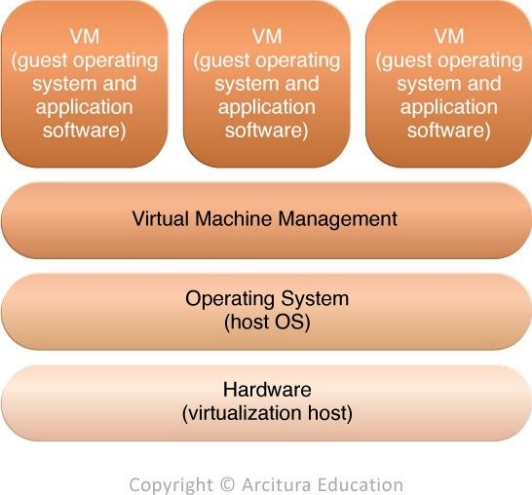 VM
(guest operating
system and
application
software)
VM
(guest operating
system and
application
software)
VM
(guest operating
system and
application
software)
Virtual Machine Management
Operating System
(host OS)
Hardware
(virtualization host)
Copyright © Arcitura Education